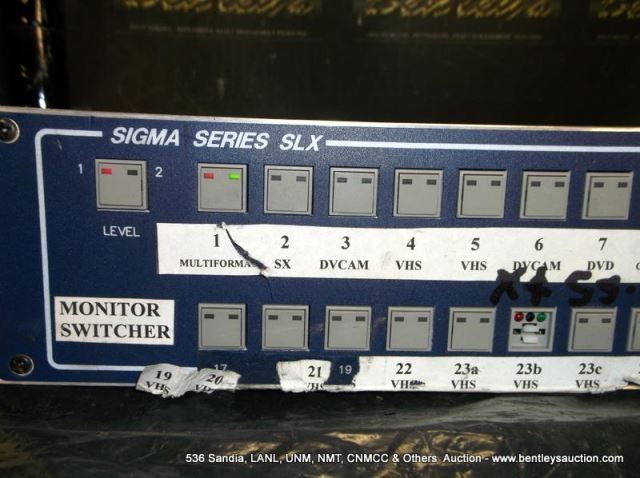 SIGMA SERIES SLX
1 2
LEVEL
1 2 3 4 5 6 7
SX DVCAM VHS VHS DVCAM DVD
MONITOR
SWITCHER
17 19
19 20 21 22 23a 23b 23c
VHS VHS VHS VHS
536 Sandia, LANL, UNM, NMT, CNMCC & Others Auction - www.bentleysauction.com